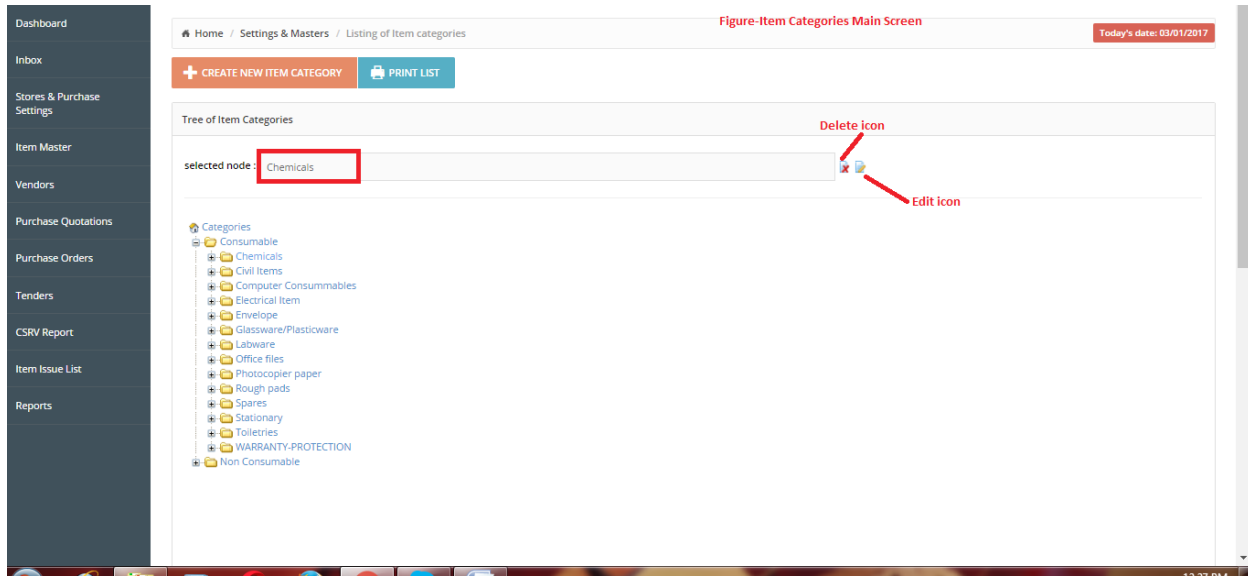 Dashboard
Inbox
Stores & Purchase
Settings
Item Master
Vendors
Purchase Quotations
Purchase Orders
Tenders
CSRV Report
Item Issue List
Reports
Figure-Item Categories Main Screen
Home / Settings & Masters / Listing of Item categories
Today's date: 03/01/2017
CREATE NEW ITEM CATEGORY
PRINT LIST
Tree of Item Categories
Delete icon
selected node : Chemicals
Edit icon
Categories
Consumable
Chemicals
Civil Items
Computer Consummables
Electrical Item
Envelope
Glassware/Plasticware
Labware
Office files
Photocopier paper
Rough pads
Spares
Stationary
Toiletries
WARRANTY-PROTECTION
Non Consumable